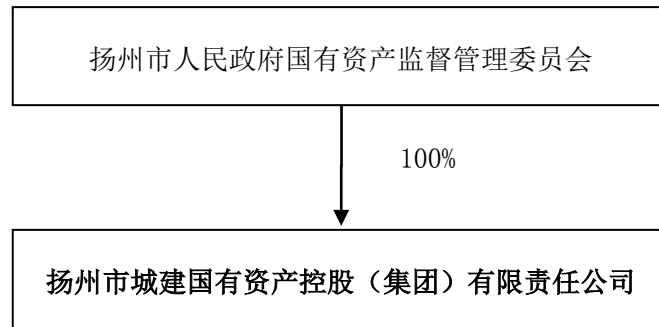 扬州市人民政府国有资产监督管理委员会
100%
扬州市城建国有资产控股（集团）有限责任公司